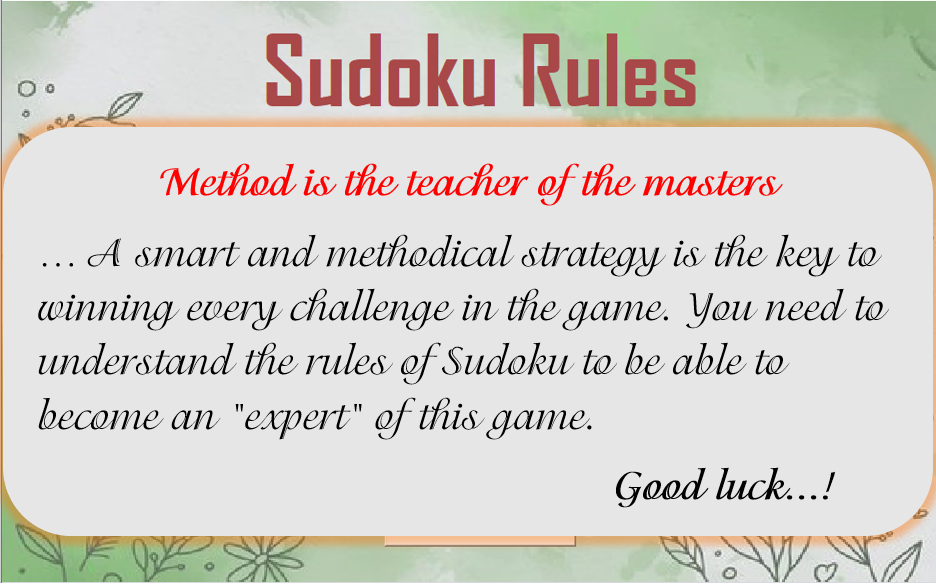 Sudoku Rules
Method is the teacher of the masters
... A smart and methodical strategy is the key to
winning every challenge in the game. You need to
understand the rules of Sudoku to be able to
become an "expert" of this game.
Good luck...!